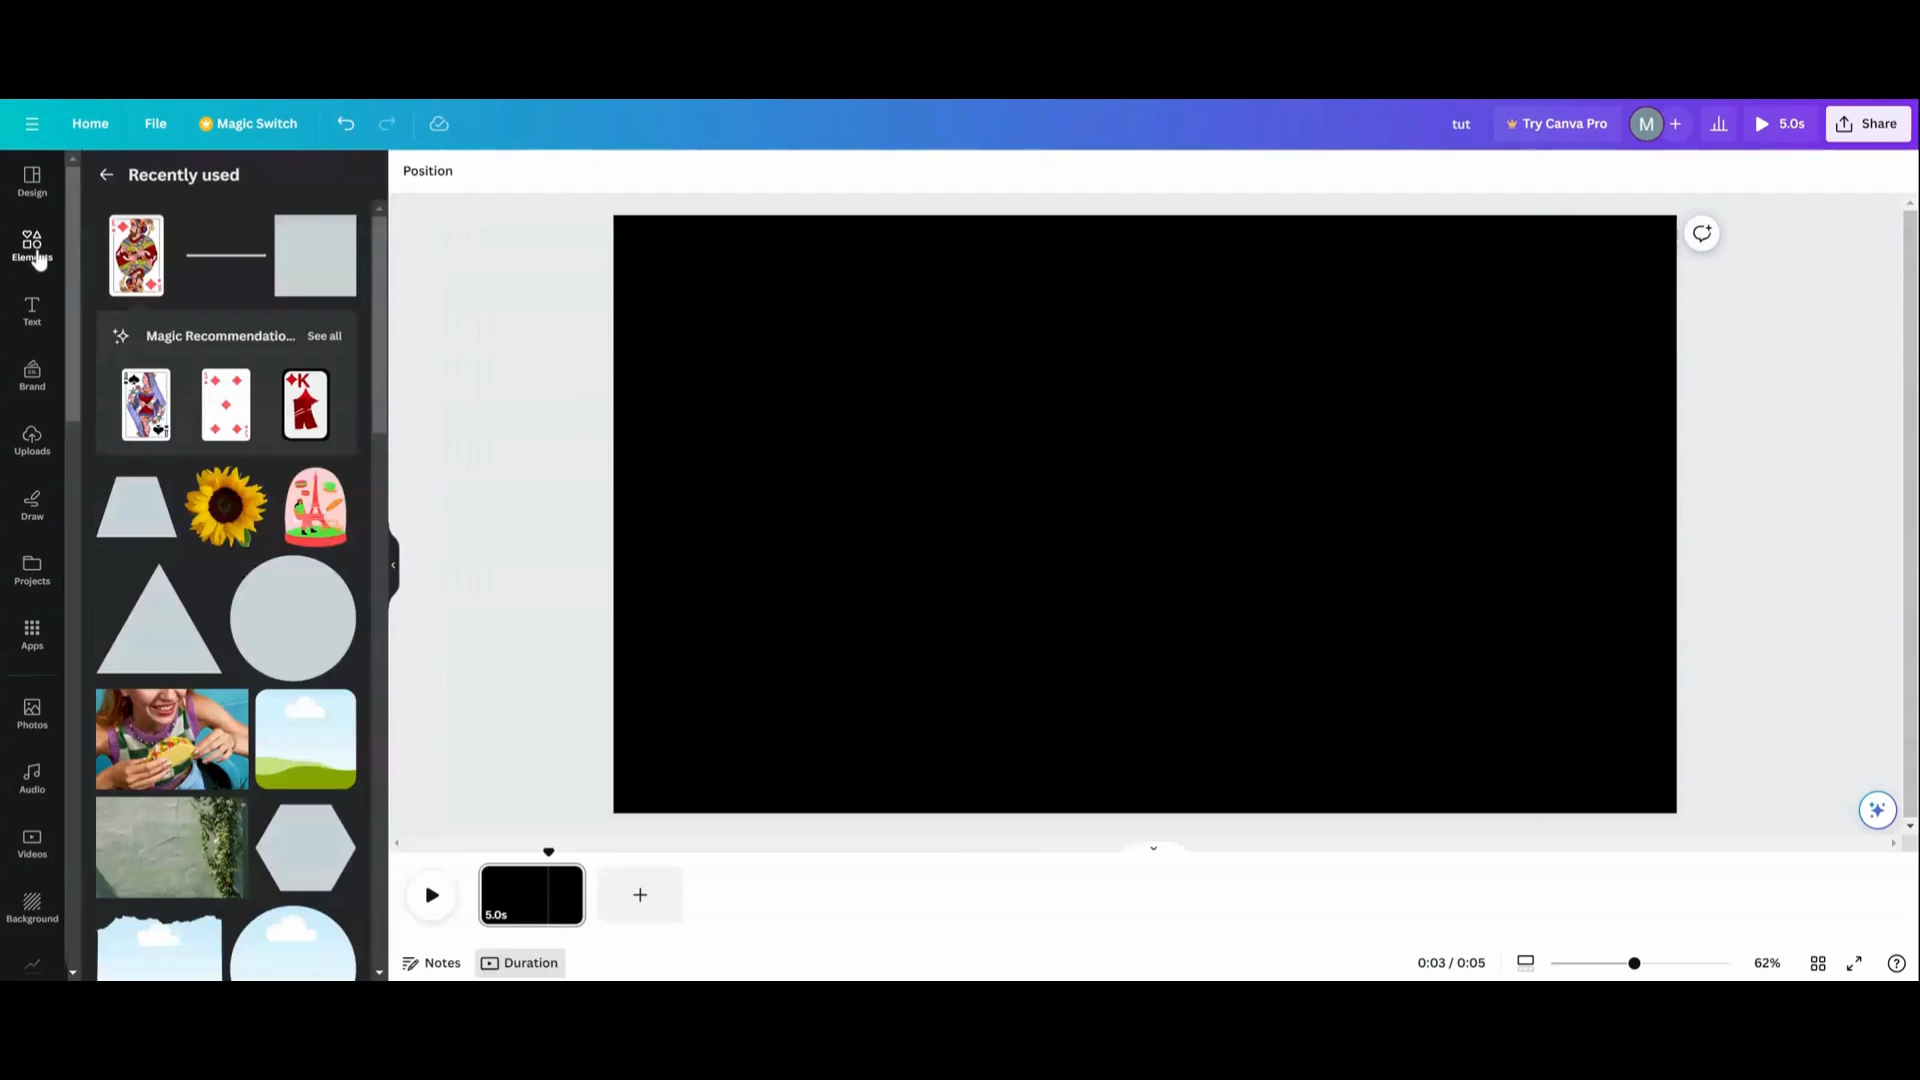 Home File Magic Switch tut Try Canva Pro M + 5.0s Share
Design
Recently used
Position
Elements
Text
Magic Recommendatio... See all
Brand
K
Uploads
Draw
Projects
Apps
Photos
Audio
Videos
Background
5.0s
Notes Duration 0:03 / 0:05 62%